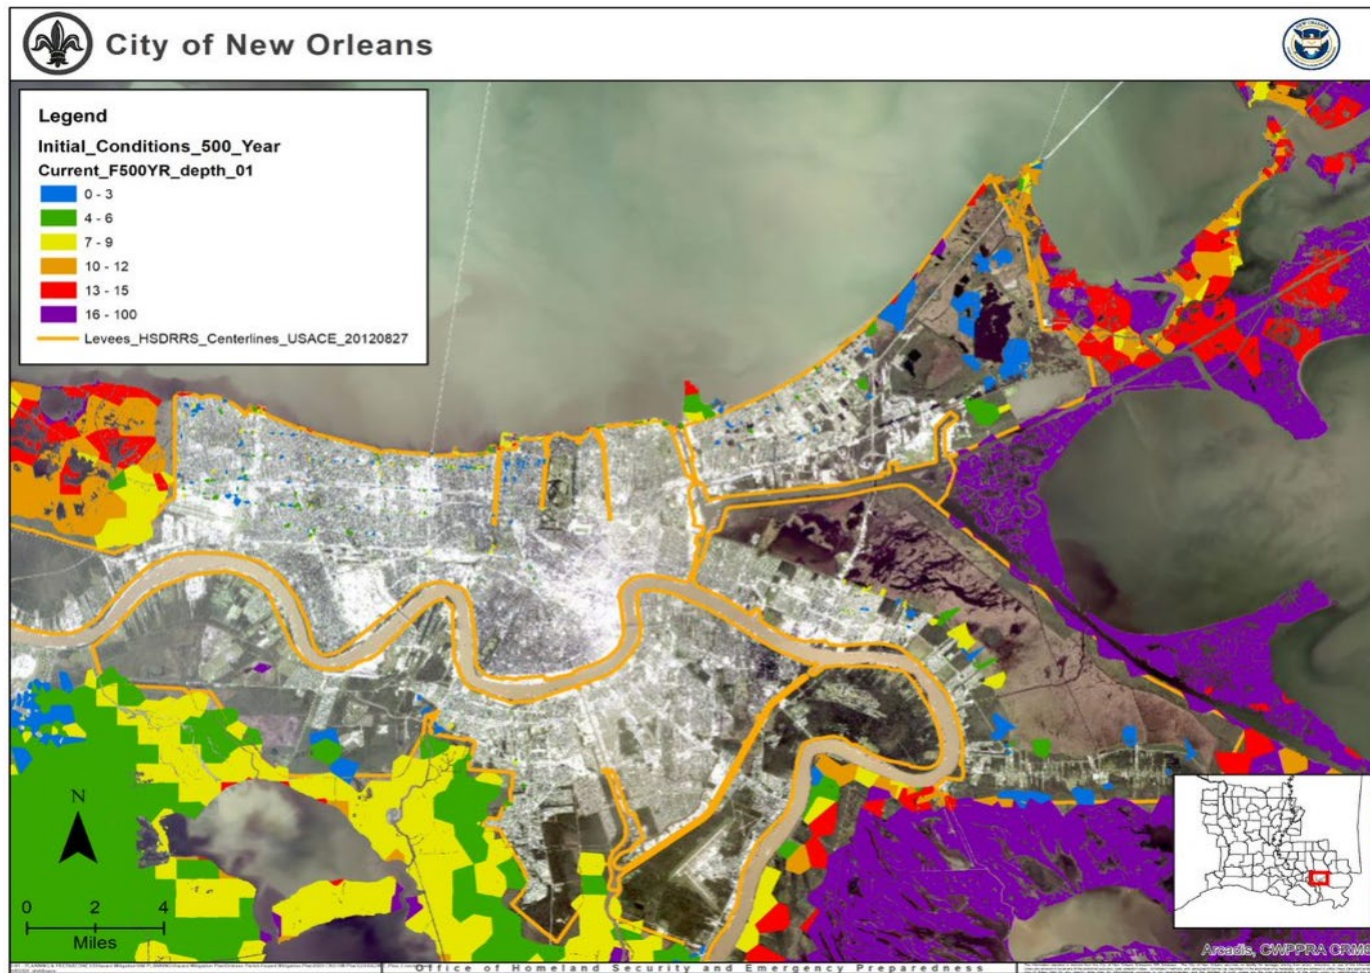 City of New Orleans
Legend
Initial_Conditions_500_Year
Current_F500YR_depth_01
0 - 3
4 - 6
7 - 9
10 - 12
13 - 15
16 - 100
Levees_HSDRRS_Centerlines_USACE_20120827
N
0 2 4
Miles
Arcadis, CWPPRA CRMS
Office of Homeland Security and Emergency Preparedness